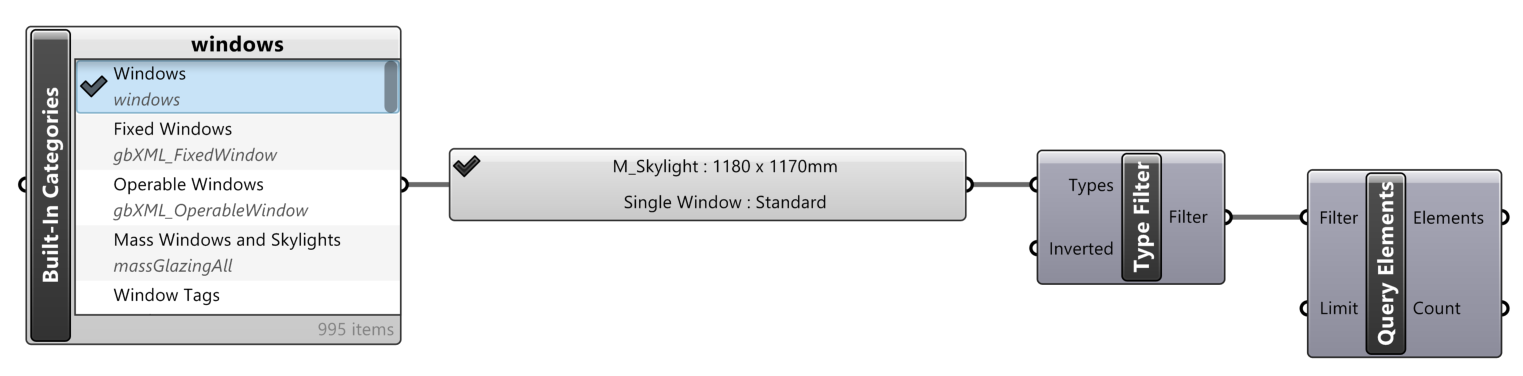 windows
Built-In Categories
Windows
windows
Fixed Windows
gbXML_FixedWindow
Operable Windows
gbXML_OperableWindow
Mass Windows and Skylights
massGlazingAll
Window Tags
995 items
M_Skylight : 1180 x 1170mm
Single Window : Standard
Types
Inverted
Type Filter
Filter
Filter
Limit
Query Elements
Elements
Count